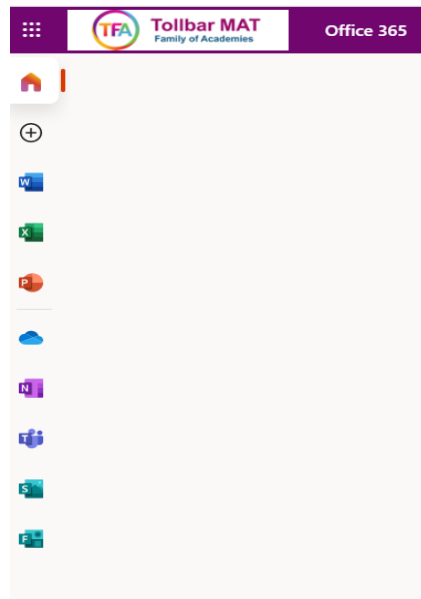 TFA
Tollbar MAT
Family of Academies
Office 365
W
X
P
N
T
S
F